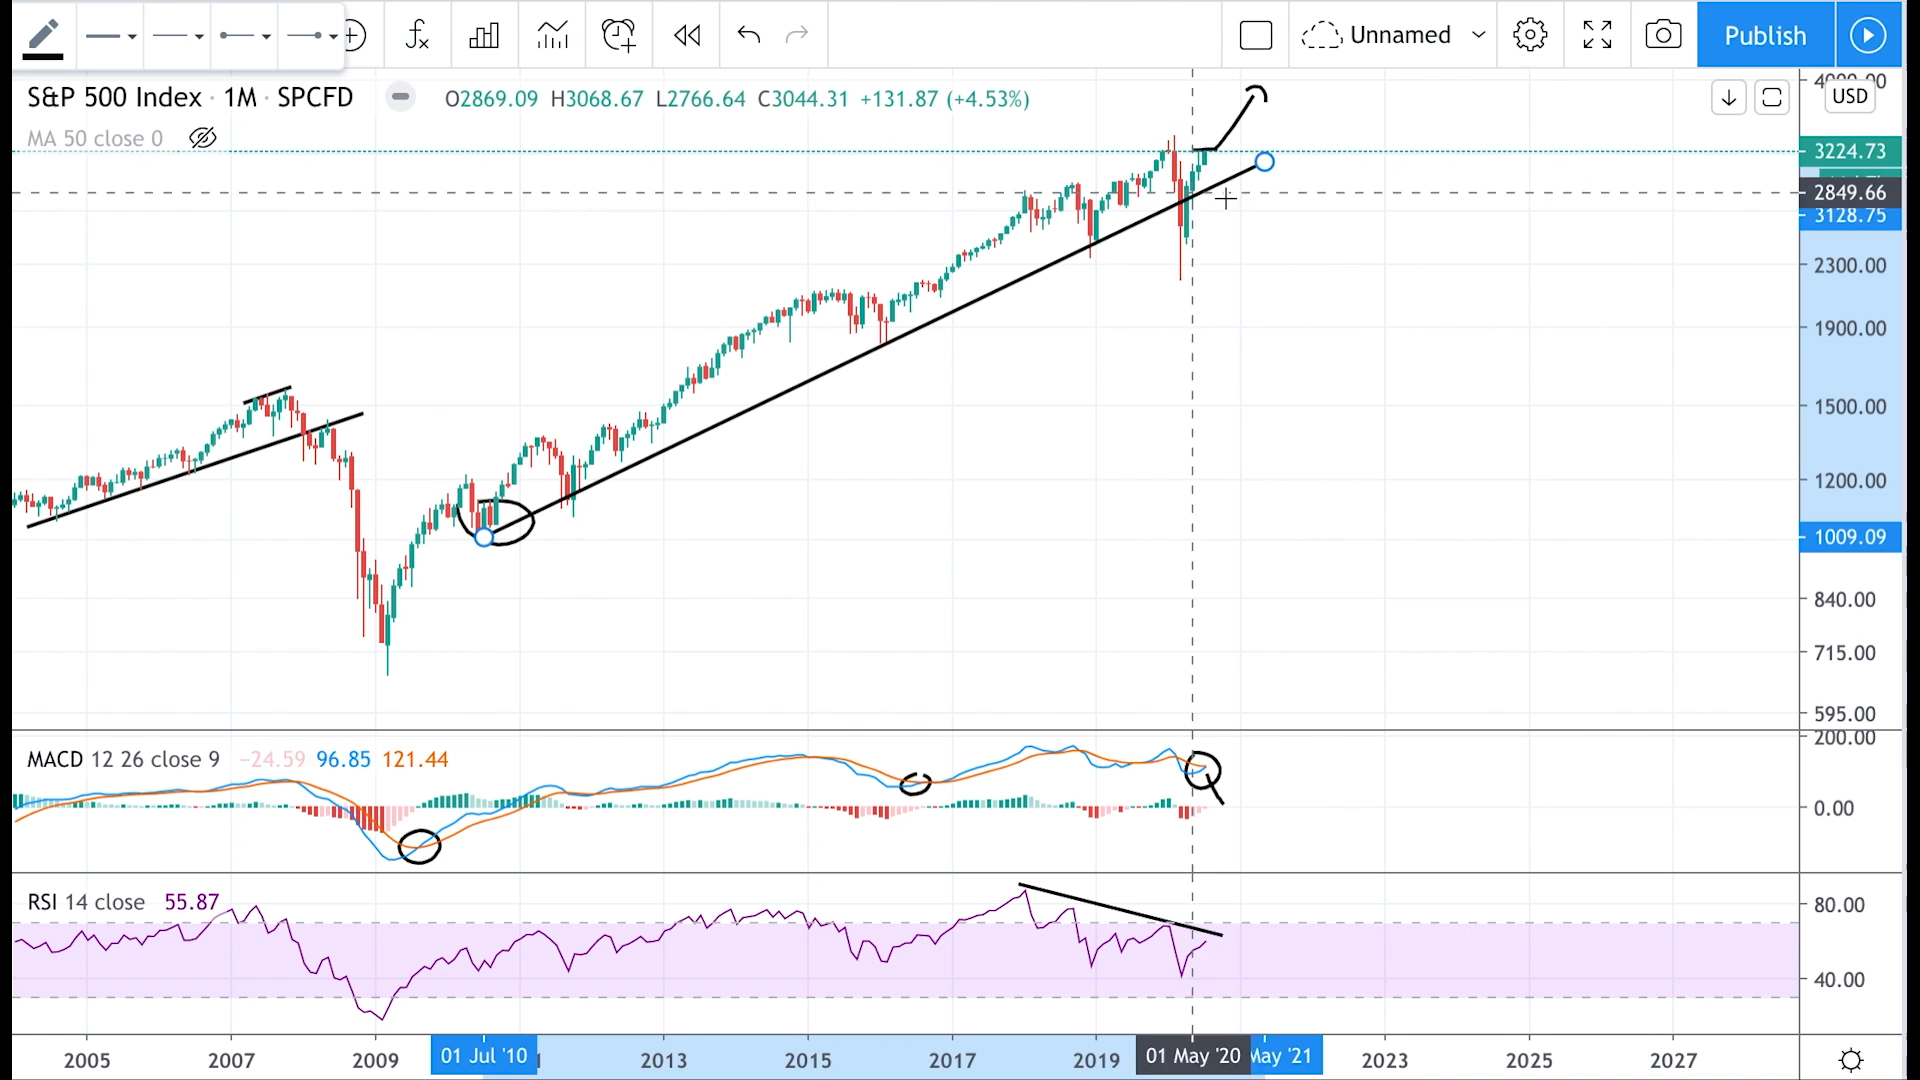 Unnamed Publish
S&P 500 Index · 1M · SPCFD O2869.09 H3068.67 L2766.64 C3044.31 +131.87 (+4.53%)
USD
MA 50 close 0
3224.73
2849.66
3128.75
2300.00
1900.00
1500.00
1200.00
1009.09
840.00
715.00
595.00
MACD 12 26 close 9 −24.59 96.85 121.44
200.00
0.00
RSI 14 close 55.87
80.00
40.00
2005 2007 2009 01 Jul '10 2013 2015 2017 2019 01 May '20 May '21 2023 2025 2027